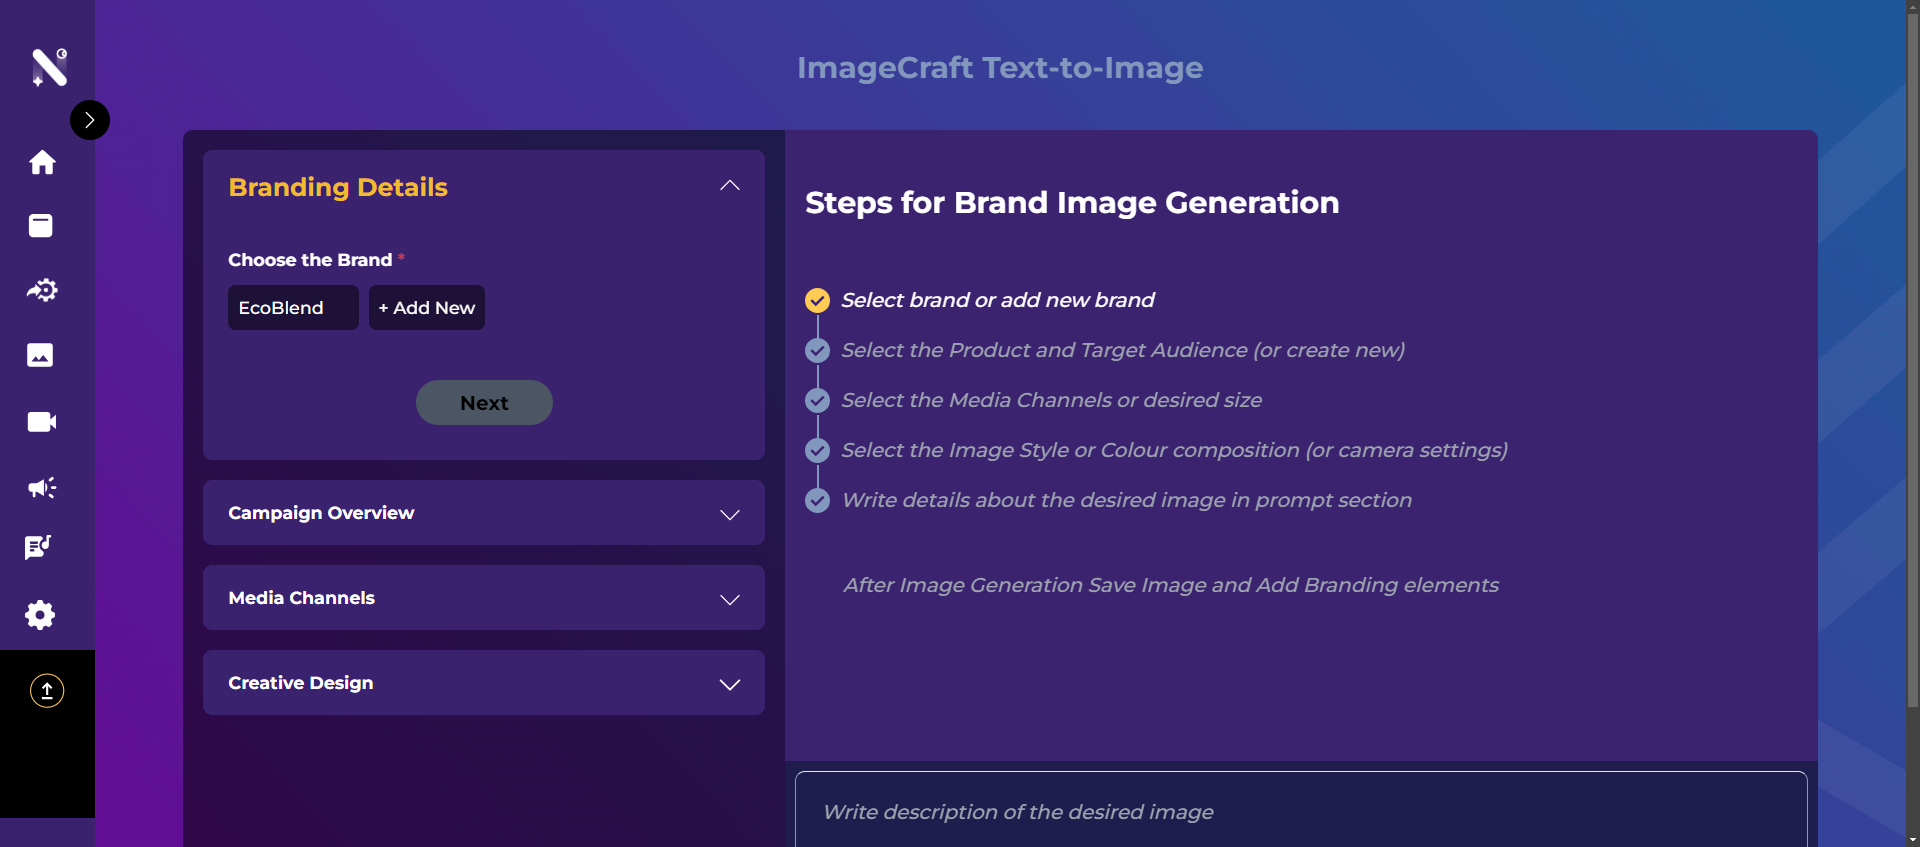 ImageCraft Text-to-Image
Branding Details
Choose the Brand *
EcoBlend
+ Add New
Next
Campaign Overview
Media Channels
Creative Design
Steps for Brand Image Generation
Select brand or add new brand
Select the Product and Target Audience (or create new)
Select the Media Channels or desired size
Select the Image Style or Colour composition (or camera settings)
Write details about the desired image in prompt section
After Image Generation Save Image and Add Branding elements
Write description of the desired image